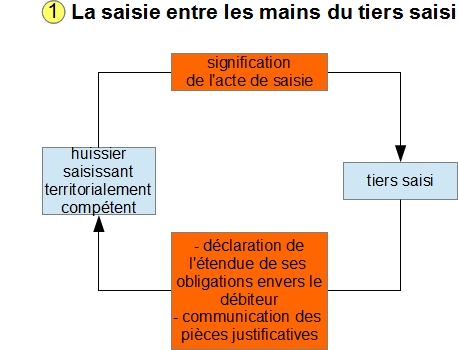 1 La saisie entre les mains du tiers saisi
signification
de l'acte de saisie
huissier
saisissant
territorialement
compétent
tiers saisi
- déclaration de
l'étendue de ses
obligations envers le
débiteur
- communication des
pièces justificatives